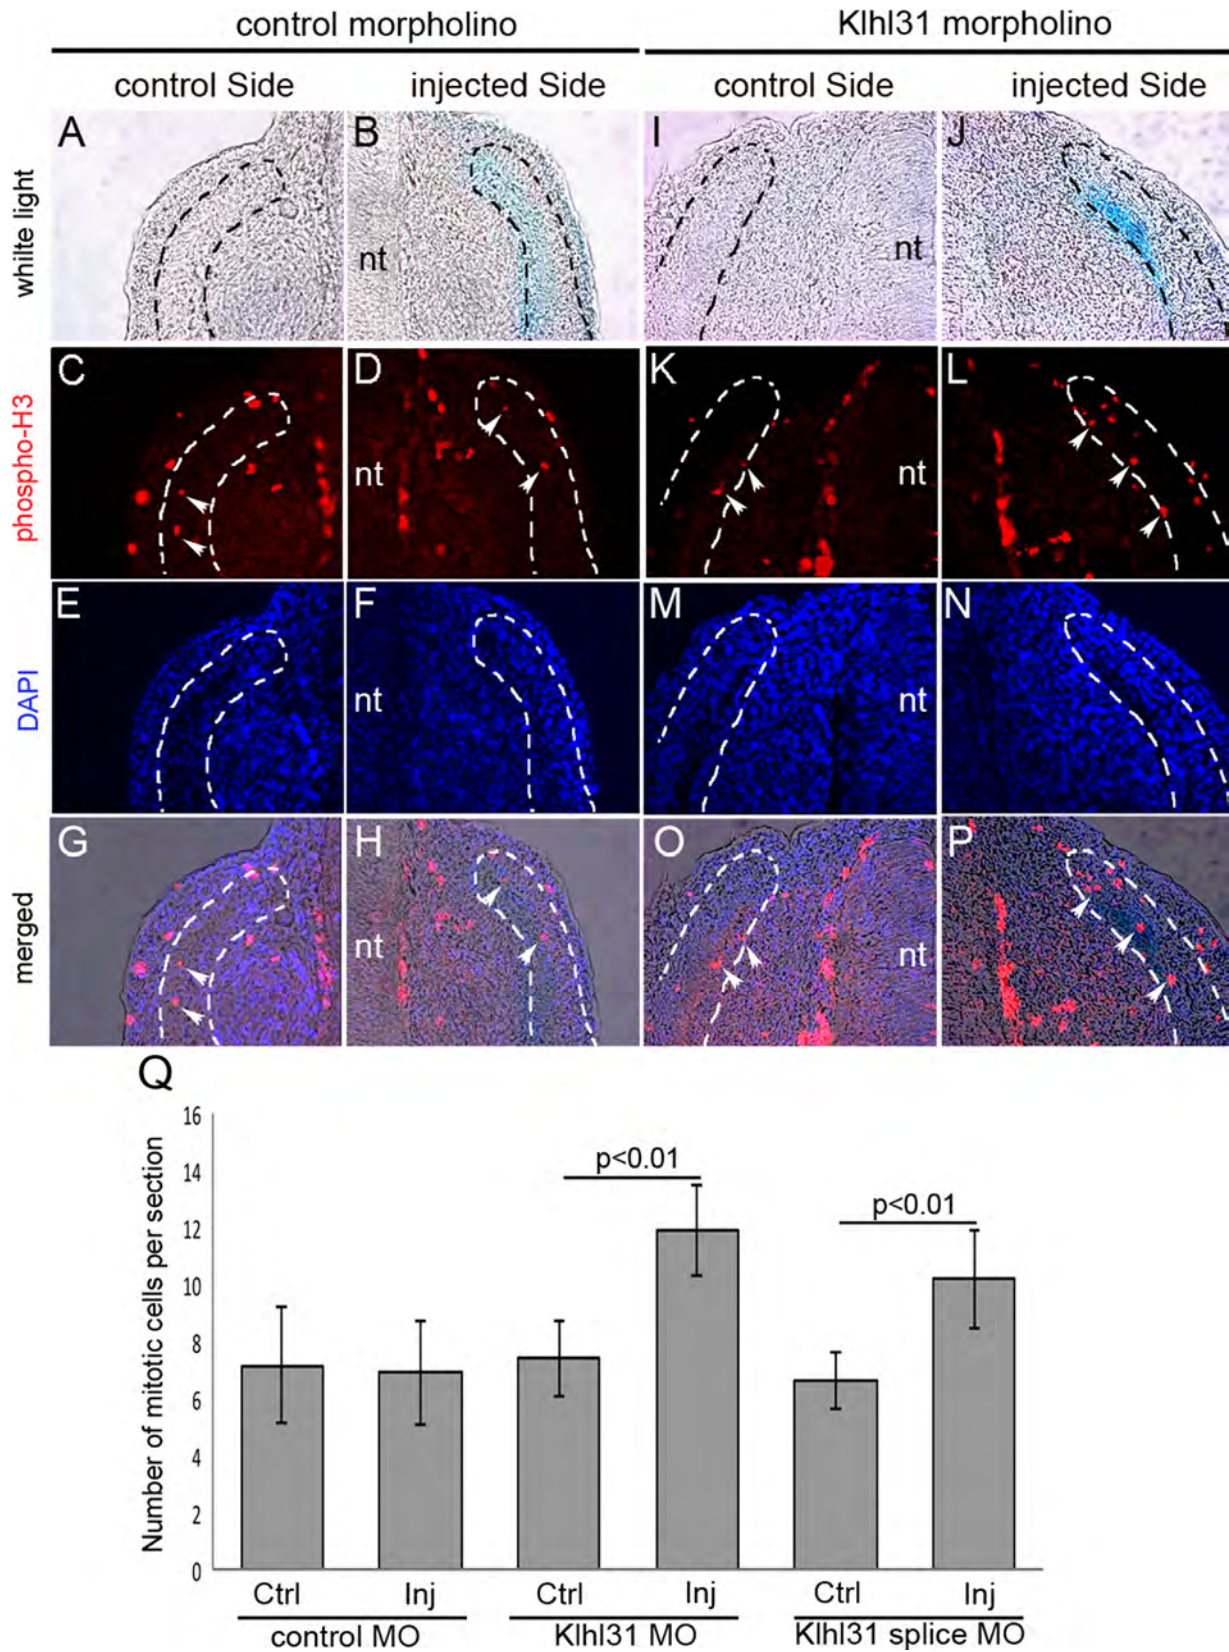 control morpholino
Klhl31 morpholino
control Side
injected Side
control Side
injected Side
whilte light
A
B
nt
I
nt
J
phospho-H3
C
D
nt
K
nt
L
DAPI
E
F
nt
M
nt
N
merged
G
H
nt
O
nt
P
Q
Number of mitotic cells per section
16
14
12
10
8
6
4
2
0
p<0.01
p<0.01
Ctrl
Inj
Ctrl
Inj
Ctrl
Inj
control MO
Klhl31 MO
Klhl31 splice MO